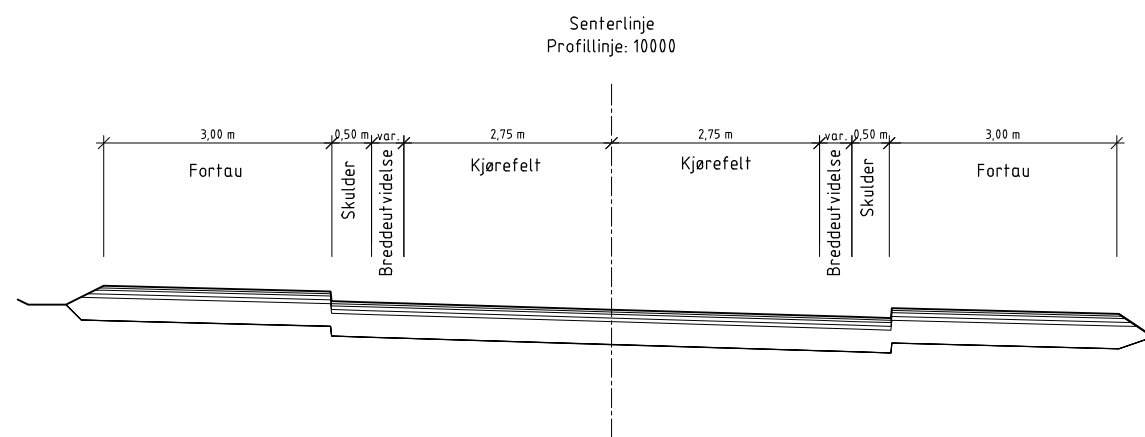 Senterlinje
Profillinje: 10000
3,00 m
0,50 m
var.
2,75 m
2,75 m
var.
0,50 m
3,00 m
Fortau
Skulder
Breddeutvidelse
Kjørefelt
Kjørefelt
Breddeutvidelse
Skulder
Fortau